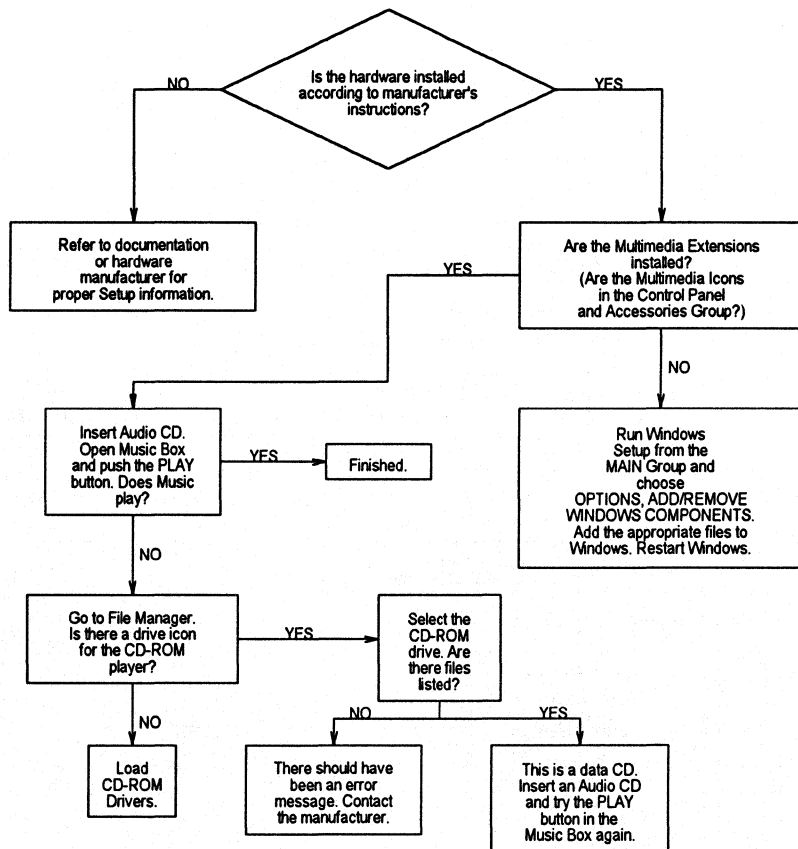 Is the hardware installed
according to manufacturer's
instructions?
NO
YES
Refer to documentation
or hardware
manufacturer for
proper Setup information.
Are the Multimedia Extensions
installed?
(Are the Multimedia Icons
in the Control Panel
and Accessories Group?)
YES
NO
Insert Audio CD.
Open Music Box
and push the PLAY
button. Does Music
play?
YES
Finished.
Run Windows
Setup from the
MAIN Group and
choose
OPTIONS, ADD/REMOVE
WINDOWS COMPONENTS.
Add the appropriate files to
Windows. Restart Windows.
NO
Go to File Manager.
Is there a drive icon
for the CD-ROM
player?
YES
Select the
CD-ROM
drive. Are
there files
listed?
NO
NO
YES
Load
CD-ROM
Drivers.
There should have
been an error
message. Contact
the manufacturer.
This is a data CD.
Insert an Audio CD
and try the PLAY
button in the
Music Box again.